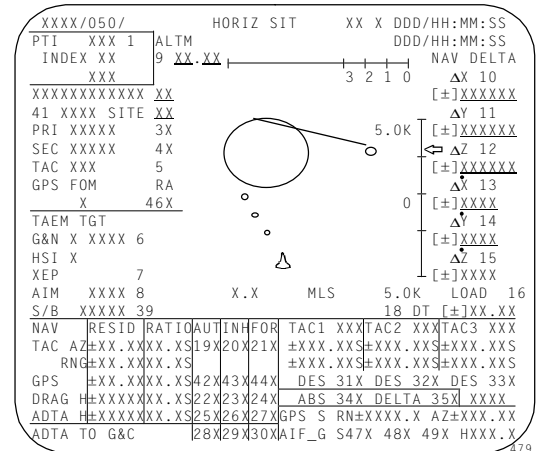 XXXX/050/ HORIZ SIT XX X DDD/HH:MM:SS
PTI XXX 1 ALTM DDD/HH:MM:SS
INDEX XX 9 XX.XX NAV DELTA
XXX 3 2 1 0 ΔX 10
XXXXXXXXXXXX XX [±]XXXXXX
41 XXXX SITE XX ΔY 11
PRI XXXXX 3X 5.0K [±]XXXXXX
SEC XXXXX 4X ΔZ 12
TAC XXX 5 [±]XXXXXX
GPS FOM RA ΔẊ 13
X 46X 0 [±]XXXX
TAEM TGT ΔẎ 14
G&N X XXXX 6 [±]XXXX
HSI X ΔŻ 15
XEP 7 [±]XXXX
AIM XXXX 8 X.X MLS 5.0K LOAD 16
S/B XXXXX 39 18 DT [±]XX.XX
NAV RESID RATIO AUT INH FOR TAC1 XXX TAC2 XXX TAC3 XXX
TAC AZ±XX.XX XX.XS 19X 20X 21X ±XXX.XXS ±XXX.XXS ±XXX.XXS
RNG±XX.XX XX.XS ±XXX.XXS ±XXX.XXS ±XXX.XXS
GPS ±XX.XX XX.XS 42X 43X 44X DES 31X DES 32X DES 33X
DRAG H±XXXXX XX.XS 22X 23X 24X ABS 34X DELTA 35X XXXX
ADTA H±XXXXX XX.XS 25X 26X 27X GPS S RN±XXXX.X AZ±XXX.XX
ADTA TO G&C 28X 29X 30X AIF_G S47X 48X 49X HXXX.X
479